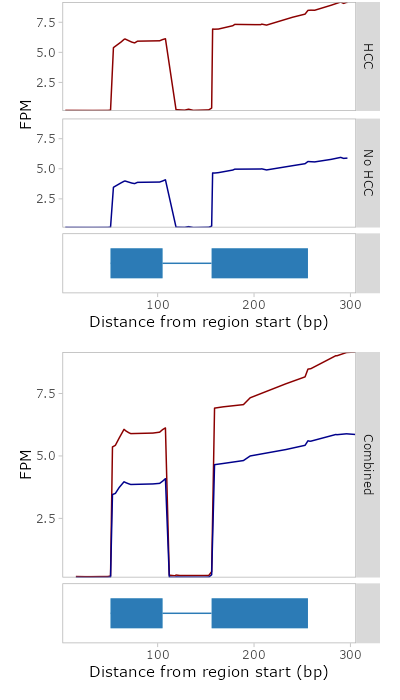 7.5
5.0
2.5
HCC
FPM
7.5
5.0
2.5
No HCC
100 200 300
Distance from region start (bp)
7.5
5.0
2.5
FPM
Combined
100 200 300
Distance from region start (bp)